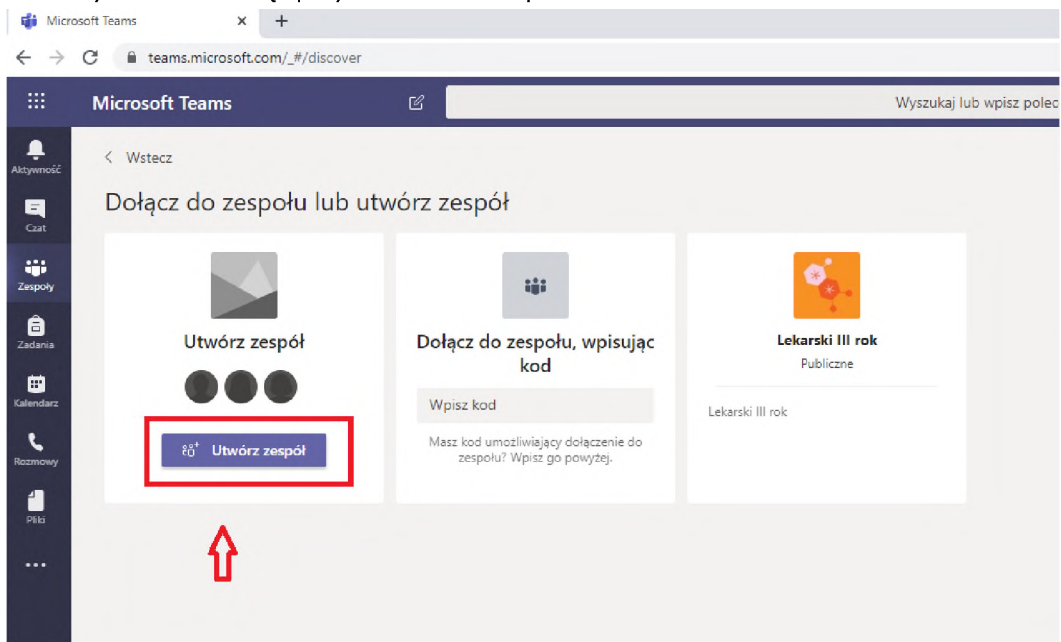 Microsoft Teams
teams.microsoft.com/_#/discover
Microsoft Teams
Wyszukaj lub wpisz polec
Aktywność
Czat
Zespoły
Zadania
Kalendarz
Rozmowy
Pliki
Wstecz
Dołącz do zespołu lub utwórz zespół
Utwórz zespół
Utwórz zespół
Dołącz do zespołu, wpisując
kod
Wpisz kod
Masz kod umożliwiający dołączenie do
zespołu? Wpisz go powyżej.
Lekarski III rok
Publiczne
Lekarski III rok